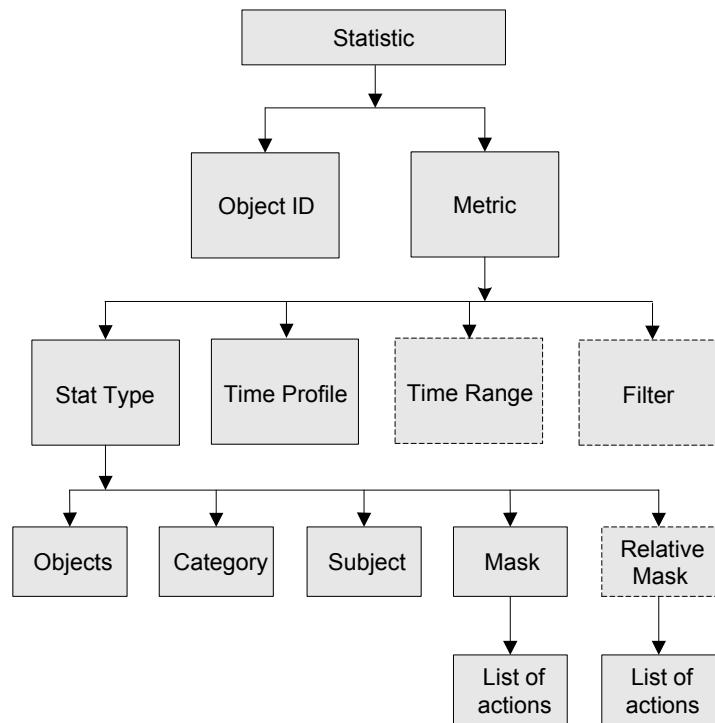 Statistic
Object ID
Metric
Stat Type
Time Profile
Time Range
Filter
Objects
Category
Subject
Mask
Relative
Mask
List of
actions
List of
actions